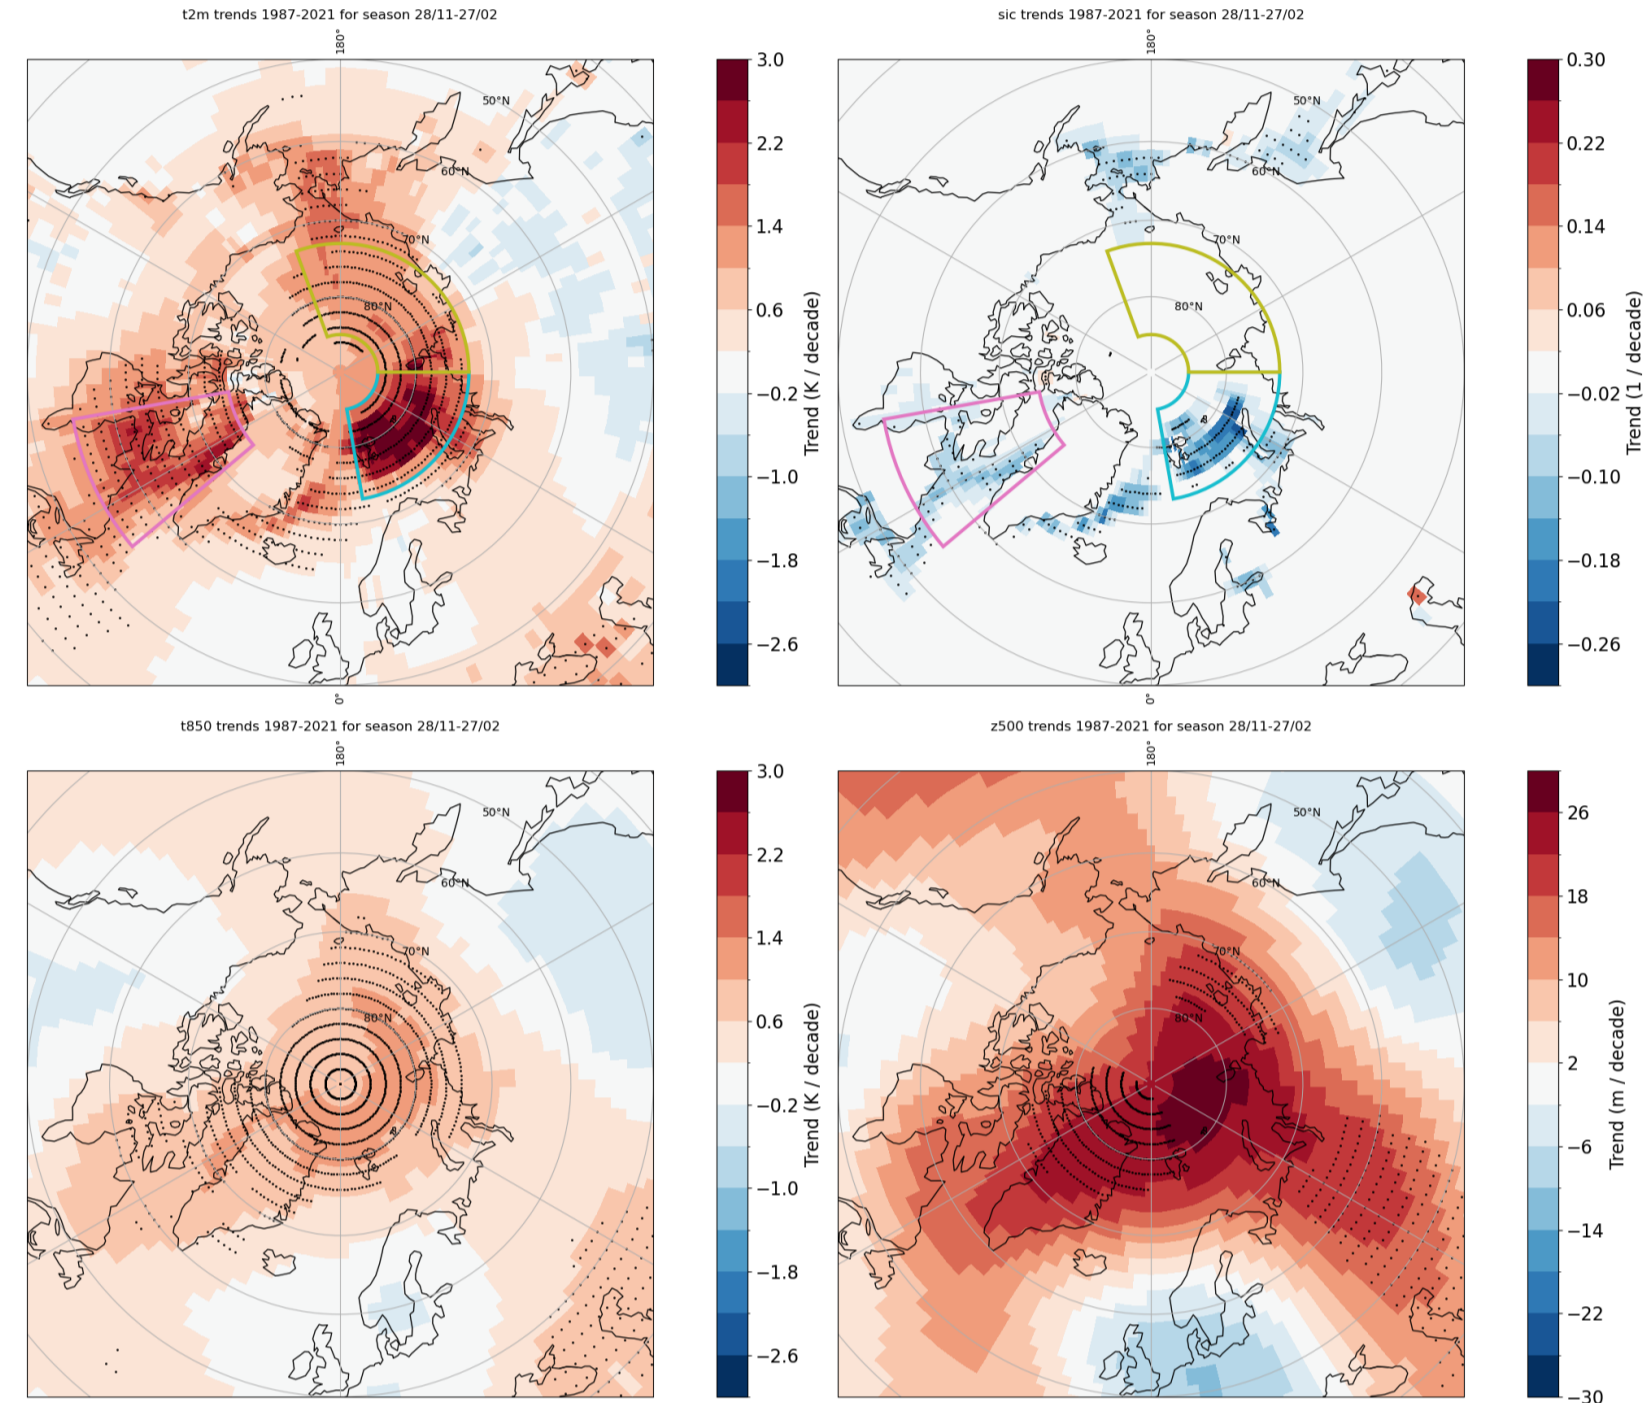 t2m trends 1987-2021 for season 28/11-27/02
180°
50°N
60°N
70°N
80°N
0°
3.0
2.2
1.4
0.6
−0.2
−1.0
−1.8
−2.6
Trend (K / decade)
sic trends 1987-2021 for season 28/11-27/02
180°
50°N
60°N
70°N
80°N
0°
0.30
0.22
0.14
0.06
−0.02
−0.10
−0.18
−0.26
Trend (1 / decade)
t850 trends 1987-2021 for season 28/11-27/02
180°
50°N
60°N
70°N
80°N
3.0
2.2
1.4
0.6
−0.2
−1.0
−1.8
−2.6
Trend (K / decade)
z500 trends 1987-2021 for season 28/11-27/02
180°
50°N
60°N
70°N
80°N
26
18
10
2
−6
−14
−22
−30
Trend (m / decade)